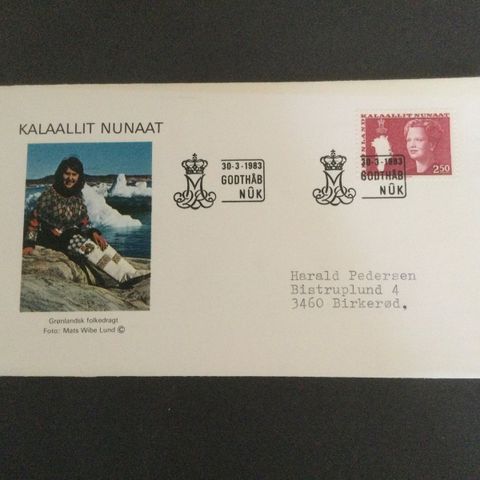 KALAALLIT NUNAAT
Grønlandsk folkedragt
Foto: Mats Wibe Lund ©
30-3-1983
GODTHÅB
NÛK
30-3-1983
GODTHÅB
NÛK
KALAALLIT NUNAAT
GRØNLAND
2.50
Harald Pedersen
Bistruplund 4
3460 Birkerød.